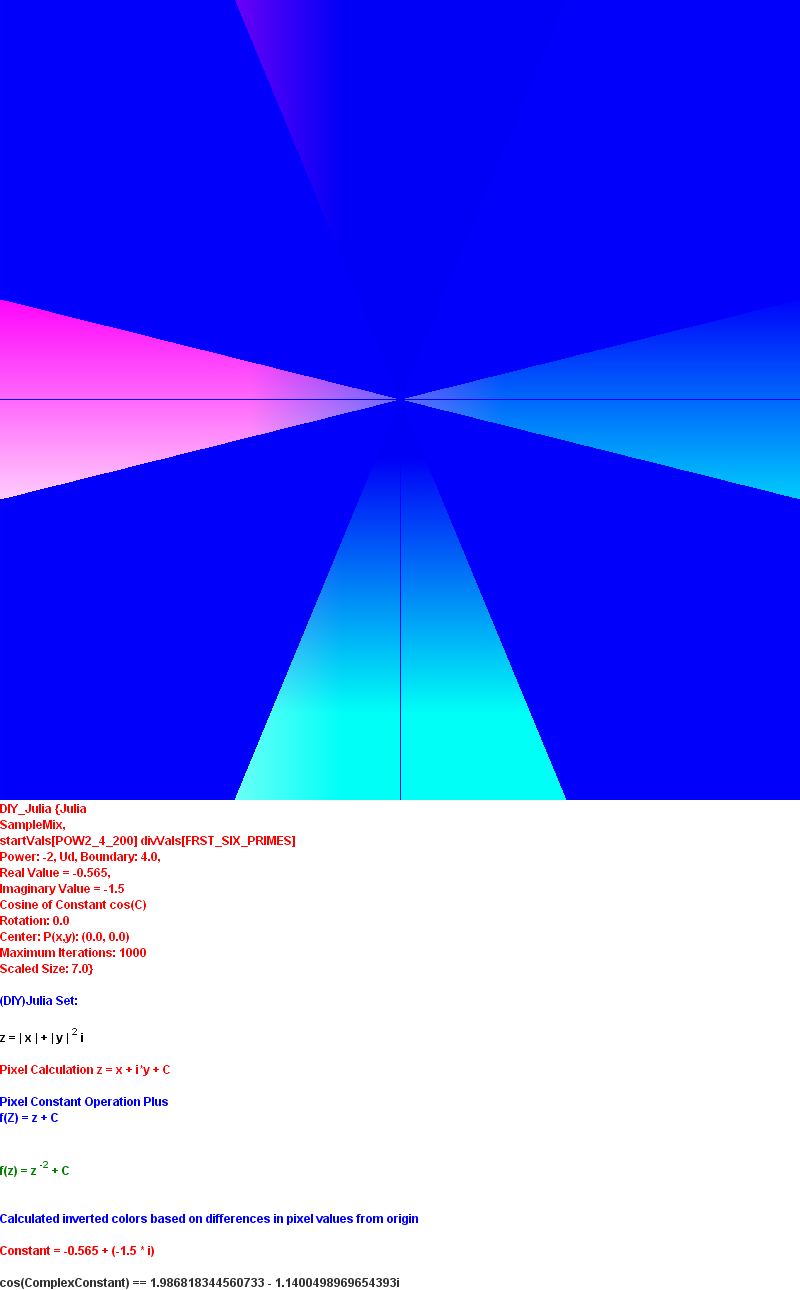 DIY_Julia {Julia
SampleMix,
startVals[POW2_4_200] divVals[FRST_SIX_PRIMES]
Power: -2, Ud, Boundary: 4.0,
Real Value = -0.565,
Imaginary Value = -1.5
Cosine of Constant cos(C)
Rotation: 0.0
Center: P(x,y): (0.0, 0.0)
Maximum Iterations: 1000
Scaled Size: 7.0}
(DIY)Julia Set:
z = | x | + | y | ² i
Pixel Calculation z = x + i*y + C
Pixel Constant Operation Plus
f(Z) = z + C
f(z) = z ⁻² + C
Calculated inverted colors based on differences in pixel values from origin
Constant = -0.565 + (-1.5 * i)
cos(ComplexConstant) == 1.986818344560733 - 1.1400498969654393i